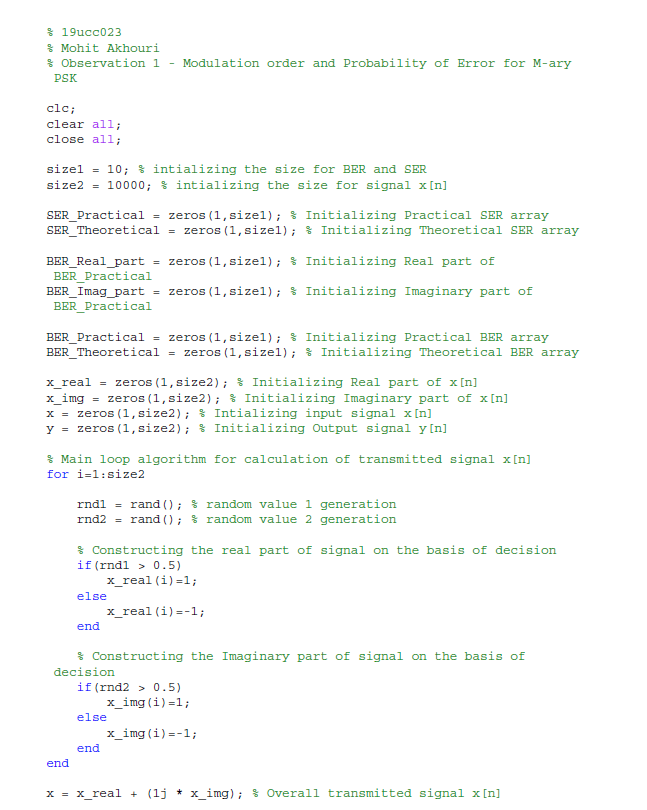 % 19ucc023
% Mohit Akhouri
% Observation 1 - Modulation order and Probability of Error for M-ary
PSK
clc;
clear all;
close all;
size1 = 10; % intializing the size for BER and SER
size2 = 10000; % intializing the size for signal x[n]
SER_Practical = zeros(1,size1); % Initializing Practical SER array
SER_Theoretical = zeros(1,size1); % Initializing Theoretical SER array
BER_Real_part = zeros(1,size1); % Initializing Real part of
BER_Practical
BER_Imag_part = zeros(1,size1); % Initializing Imaginary part of
BER_Practical
BER_Practical = zeros(1,size1); % Initializing Practical BER array
BER_Theoretical = zeros(1,size1); % Initializing Theoretical BER array
x_real = zeros(1,size2); % Initializing Real part of x[n]
x_img = zeros(1,size2); % Initializing Imaginary part of x[n]
x = zeros(1,size2); % Intializing input signal x[n]
y = zeros(1,size2); % Initializing Output signal y[n]
% Main loop algorithm for calculation of transmitted signal x[n]
for i=1:size2
rnd1 = rand(); % random value 1 generation
rnd2 = rand(); % random value 2 generation
% Constructing the real part of signal on the basis of decision
if(rnd1 > 0.5)
x_real(i)=1;
else
x_real(i)=-1;
end
% Constructing the Imaginary part of signal on the basis of
decision
if(rnd2 > 0.5)
x_img(i)=1;
else
x_img(i)=-1;
end
end
x = x_real + (1j * x_img); % Overall transmitted signal x[n]